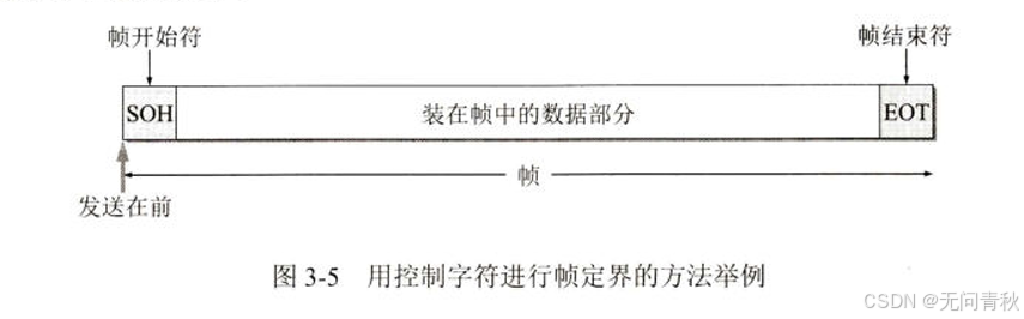 帧开始符
帧结束符
SOH
装在帧中的数据部分
EOT
帧
发送在前
图 3-5 用控制字符进行帧定界的方法举例
CSDN @无问青秋